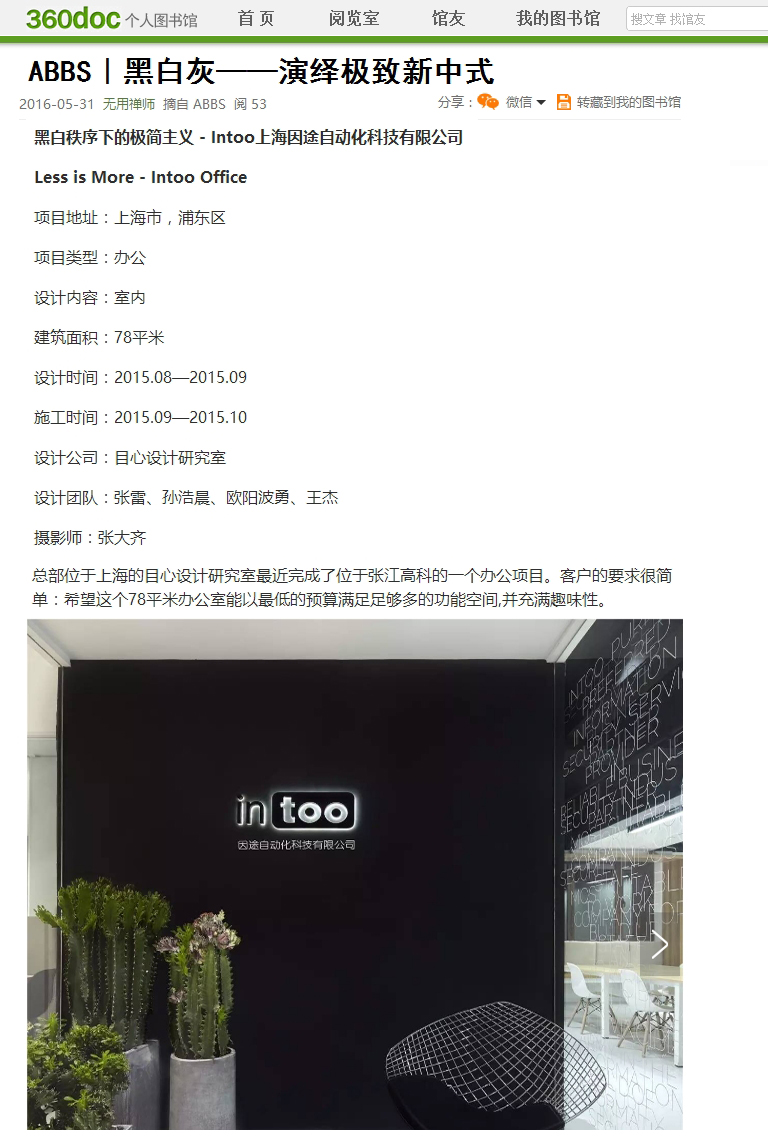 360doc 个人图书馆 首 页 阅览室 馆友 我的图书馆 搜文章 找馆友
ABBS | 黑白灰——演绎极致新中式
2016-05-31 无用禅师 摘自 ABBS 阅 53 分享： 微信 转藏到我的图书馆
黑白秩序下的极简主义 - Intoo上海因途自动化科技有限公司
Less is More - Intoo Office
项目地址：上海市，浦东区
项目类型：办公
设计内容：室内
建筑面积：78平米
设计时间：2015.08—2015.09
施工时间：2015.09—2015.10
设计公司：目心设计研究室
设计团队：张雷、孙浩晨、欧阳波勇、王杰
摄影师：张大齐
总部位于上海的目心设计研究室最近完成了位于张江高科的一个办公项目。客户的要求很简
单：希望这个78平米办公室能以最低的预算满足足够多的功能空间,并充满趣味性。
in too
因途自动化科技有限公司
INFORMATION
PROVIDER